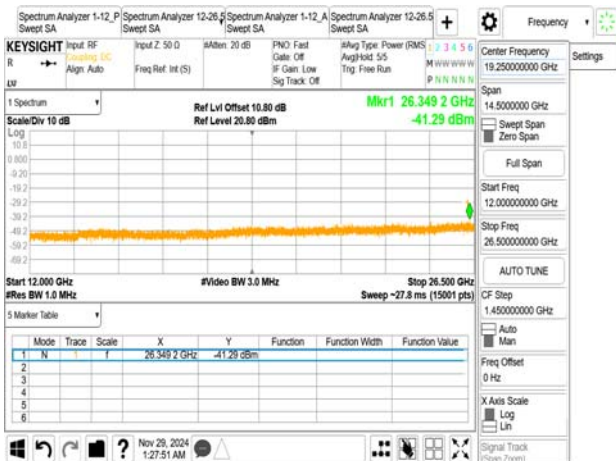 Spectrum Analyzer 1-12_P
Swept SA
Spectrum Analyzer 12-26.5
Swept SA
Spectrum Analyzer 1-12_A
Swept SA
Spectrum Analyzer 12-26.5
Swept SA
+
Frequency
Settings
KEYSIGHT
R
Input: RF
Coupling: DC
Align: Auto
Input Z: 50 Ω
Freq Ref: Int (S)
#Atten: 20 dB
PNO: Fast
Gate: Off
IF Gain: Low
Sig Track: Off
#Avg Type: Power (RMS
Avg|Hold: 5/5
Trig: Free Run
1 2 3 4 5 6
M W W W W W
P N N N N N
1 Spectrum
Scale/Div 10 dB
Log
Ref Lvl Offset 10.80 dB
Ref Level 20.80 dBm
Mkr1 26.349 2 GHz
-41.29 dBm
10.8
0.800
-9.20
-19.2
-29.2
-39.2
-49.2
-59.2
-69.2
Start 12.000 GHz
#Res BW 1.0 MHz
#Video BW 3.0 MHz
Stop 26.500 GHz
Sweep ~27.8 ms (15001 pts)
5 Marker Table
Mode Trace Scale X Y Function Function Width Function Value
1 N 1 f 26.349 2 GHz -41.29 dBm
2
3
4
5
6
Center Frequency
19.250000000 GHz
Span
14.5000000 GHz
Swept Span
Zero Span
Full Span
Start Freq
12.000000000 GHz
Stop Freq
26.500000000 GHz
AUTO TUNE
CF Step
1.450000000 GHz
Auto
Man
Freq Offset
0 Hz
X Axis Scale
Log
Lin
Signal Track
(Span Zoom)
?
Nov 29, 2024
1:27:51 AM